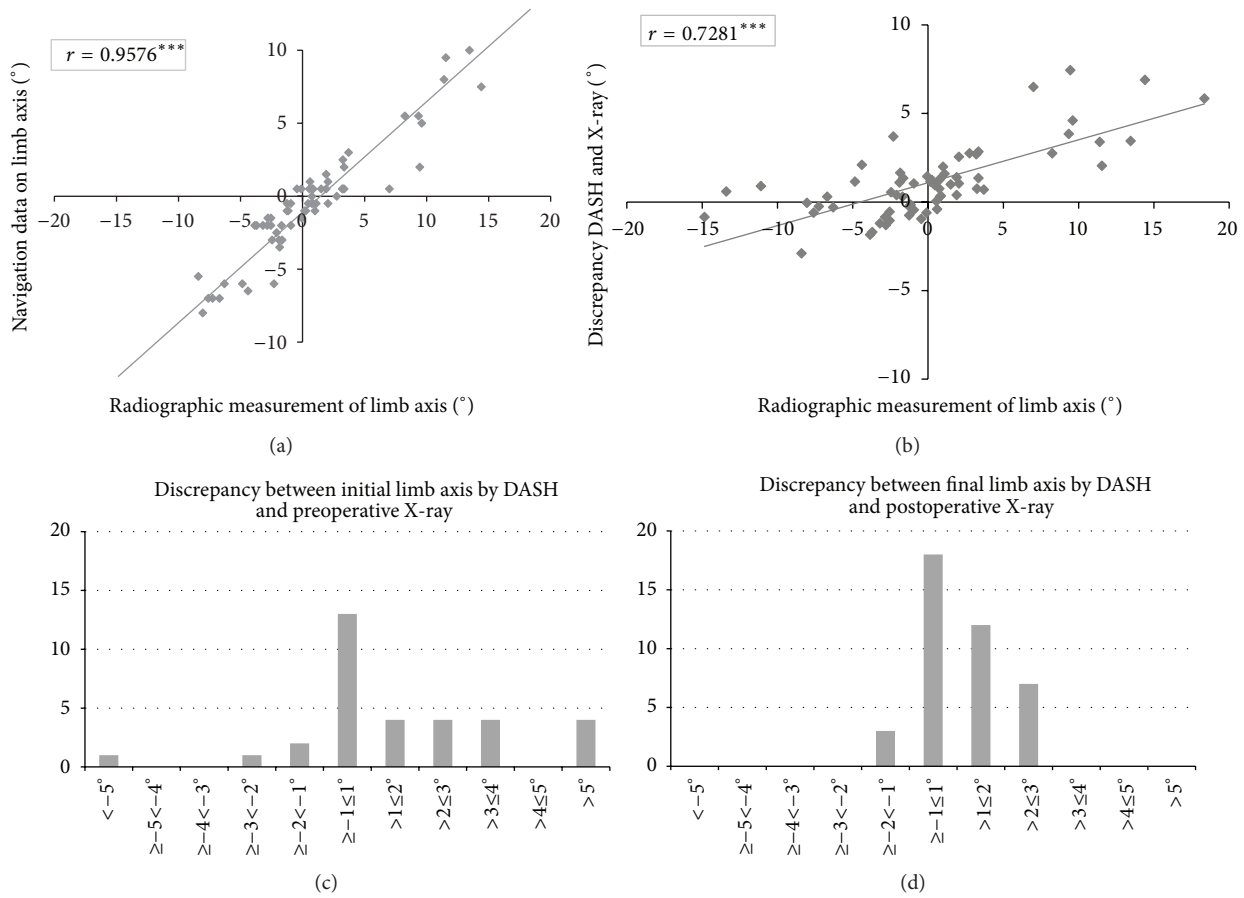 r = 0.9576***
Navigation data on limb axis (°)
10
5
0
−5
−10
−20 −15 −10 −5 0 5 10 15 20
Radiographic measurement of limb axis (°)
(a)
r = 0.7281***
Discrepancy DASH and X-ray (°)
10
5
0
−5
−10
−20 −15 −10 −5 0 5 10 15 20
Radiographic measurement of limb axis (°)
(b)
Discrepancy between initial limb axis by DASH
and preoperative X-ray
20
15
10
5
0
<−5°
≥−5<−4°
≥−4<−3°
≥−3<−2°
≥−2<−1°
≥−1≤1°
>1≤2°
>2≤3°
>3≤4°
>4≤5°
>5°
(c)
Discrepancy between final limb axis by DASH
and postoperative X-ray
20
15
10
5
0
<−5°
≥−5<−4°
≥−4<−3°
≥−3<−2°
≥−2<−1°
≥−1≤1°
>1≤2°
>2≤3°
>3≤4°
>4≤5°
>5°
(d)